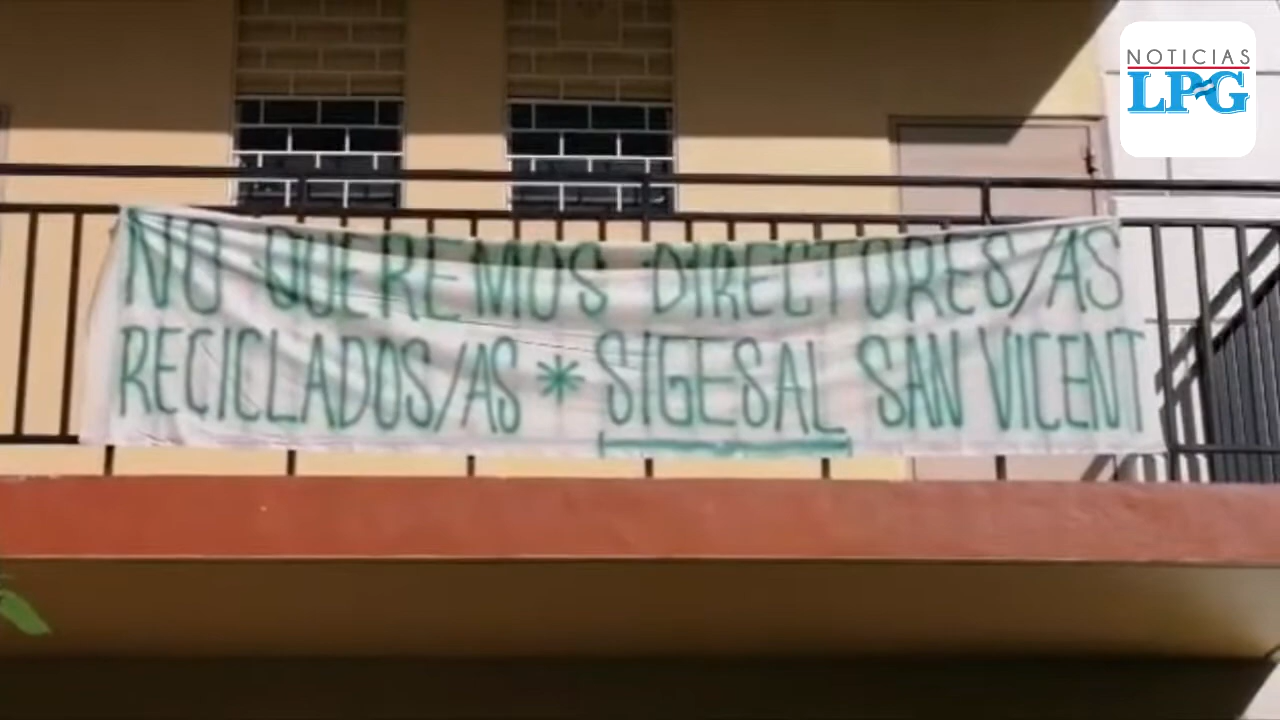 NOTICIAS
LPG
NO QUEREMOS DIRECTORES/AS
RECICLADOS/AS * SIGESAL SAN VICENT